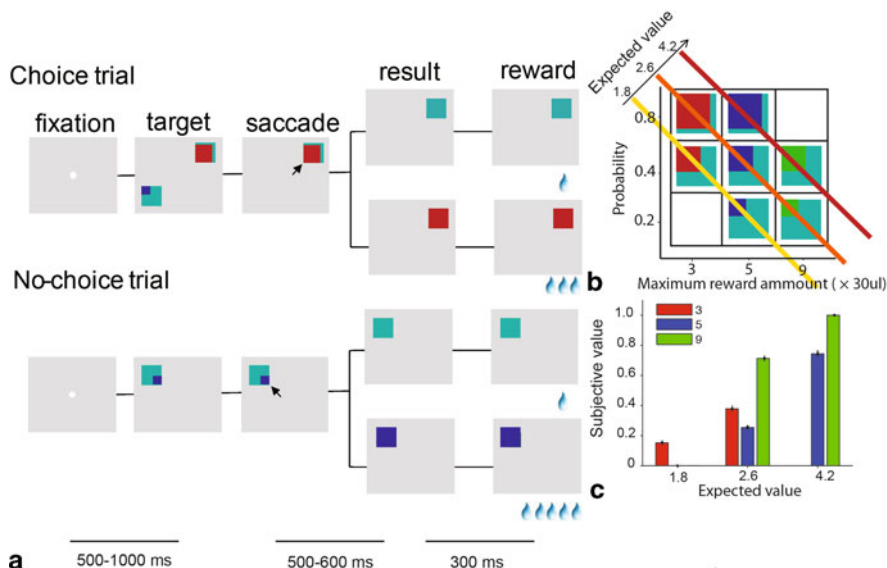 Choice trial
fixation
target
saccade
result
reward
No-choice trial
a
500-1000 ms
500-600 ms
300 ms
Expected value
1.8
2.6
4.2
Probability
0.8
0.4
0.2
3
5
9
b
Maximum reward ammount ( × 30ul)
3
5
9
Subjective value
1.0
0.8
0.6
0.4
0.2
0
1.8
2.6
4.2
c
Expected value